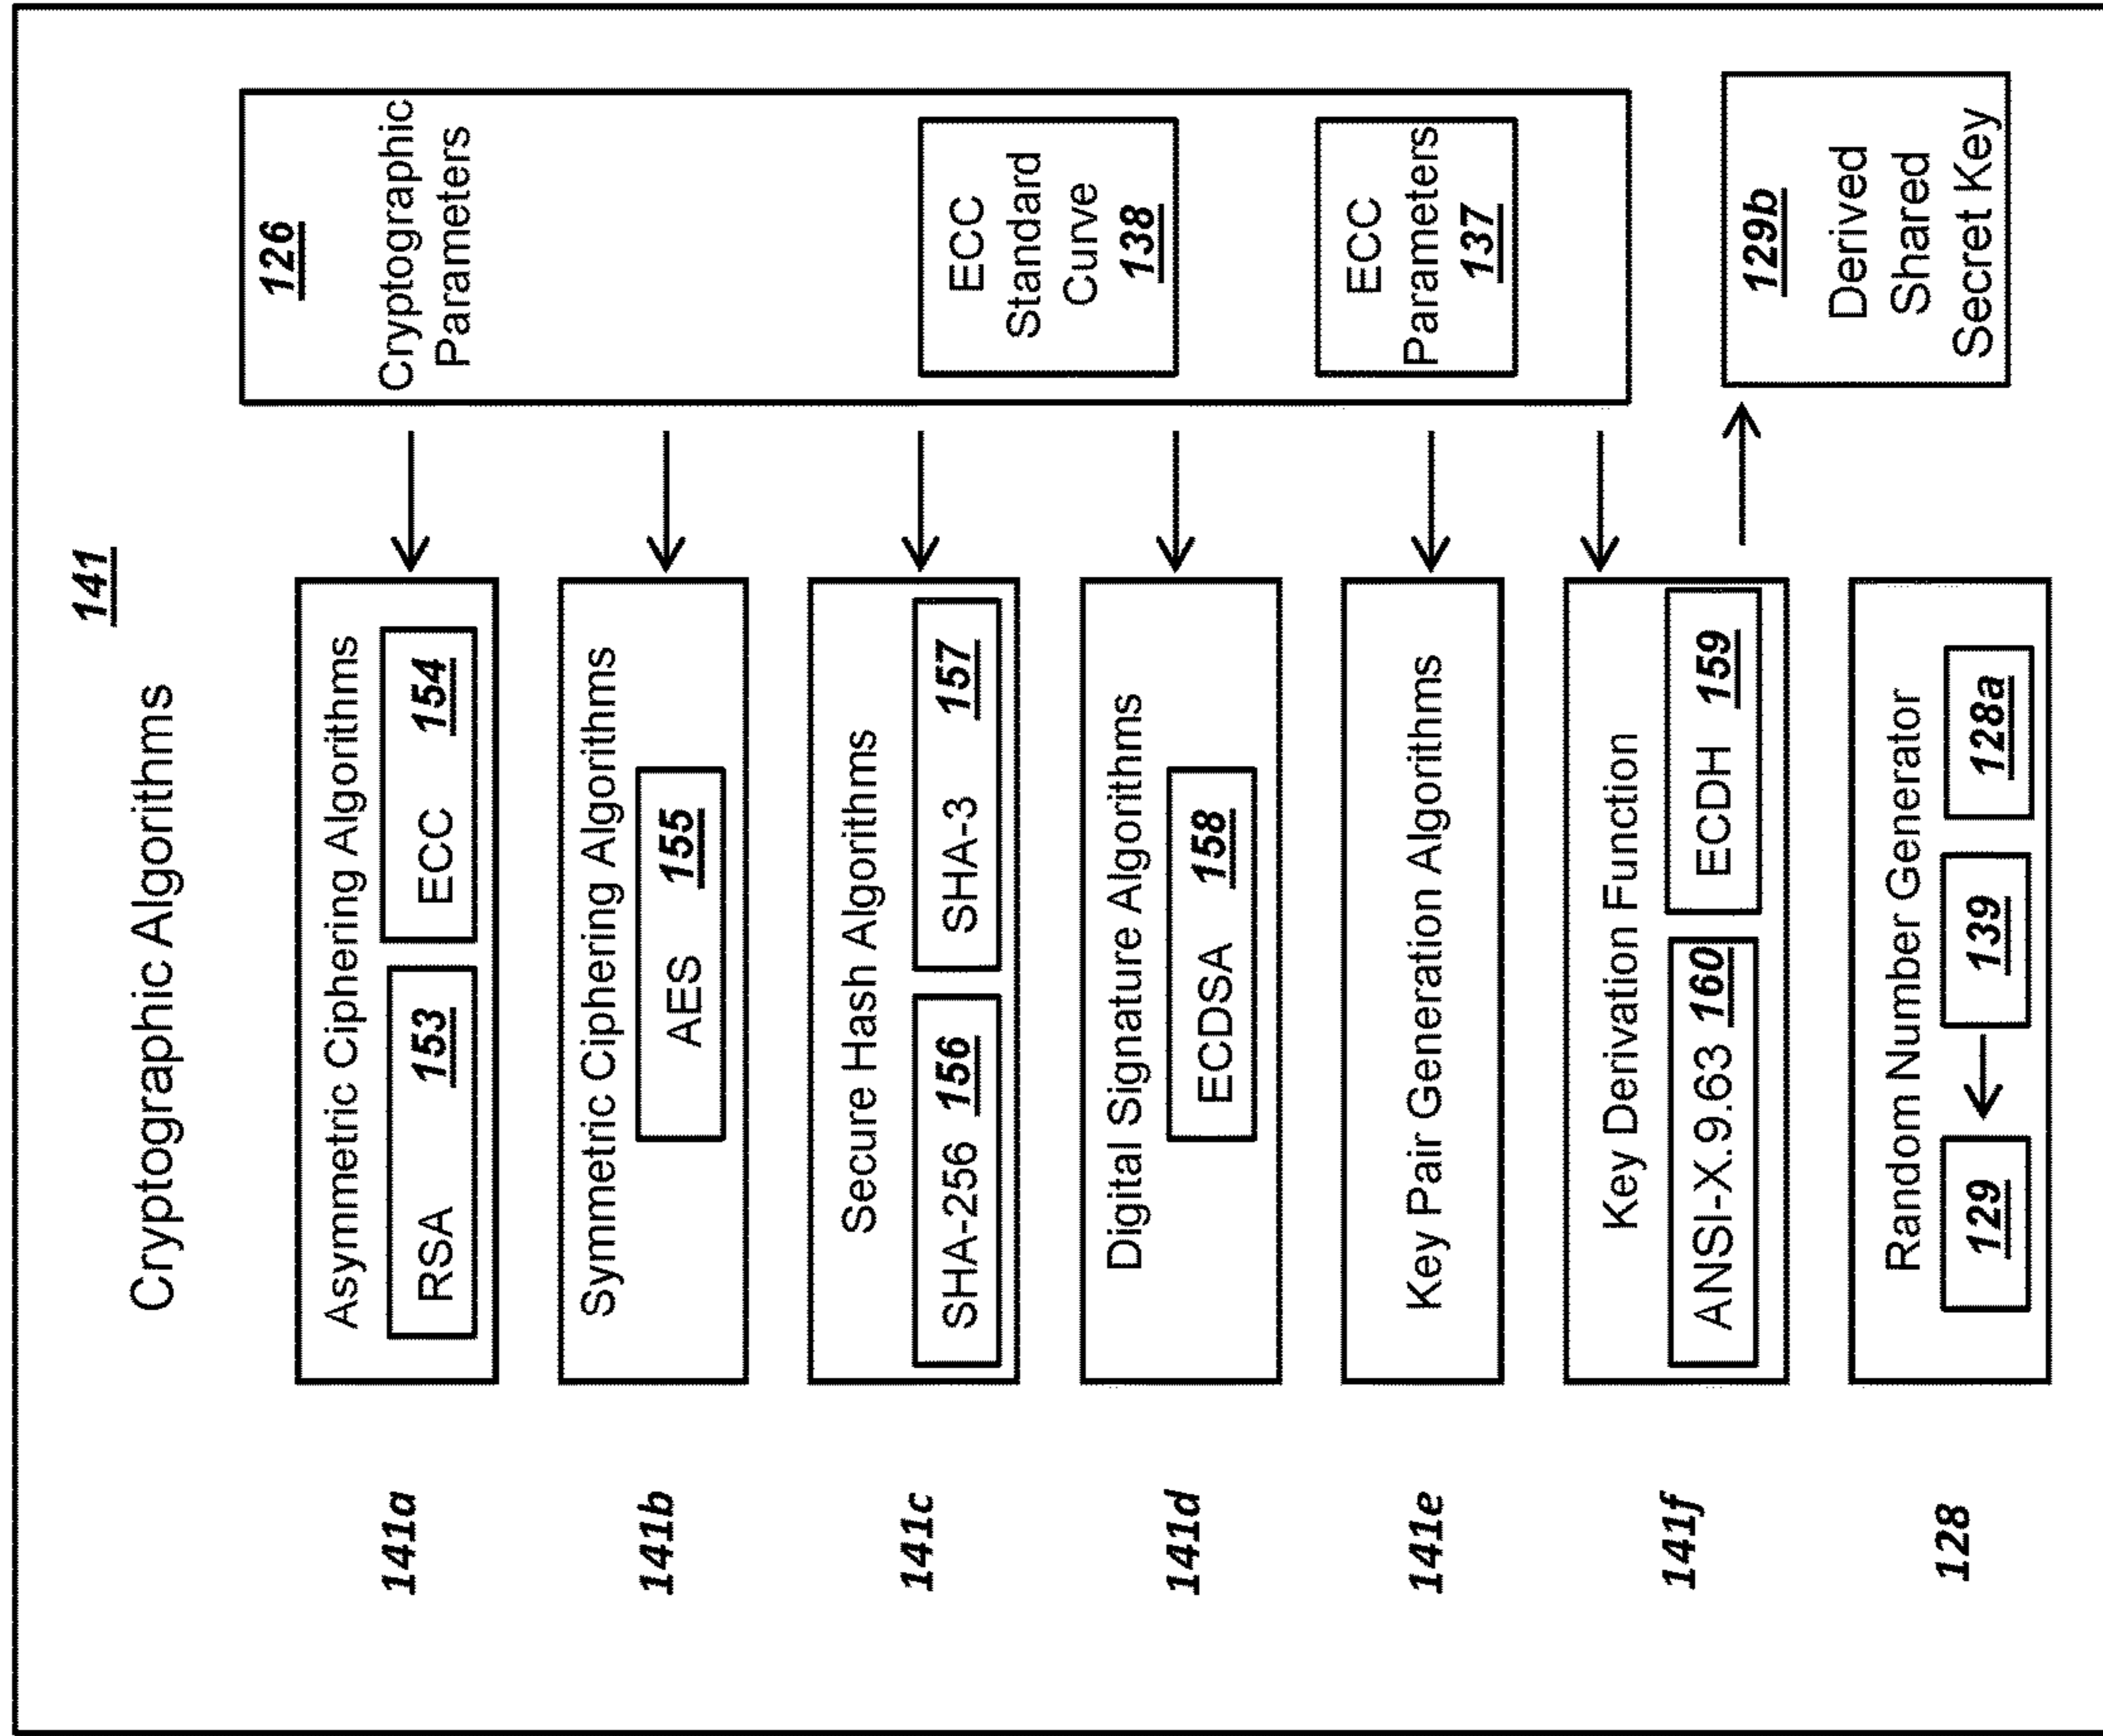 141
Cryptographic Algorithms
141a
Asymmetric Ciphering Algorithms
RSA 153
ECC 154
141b
Symmetric Ciphering Algorithms
AES 155
141c
Secure Hash Algorithms
SHA-256 156
SHA-3 157
141d
Digital Signature Algorithms
ECDSA 158
141e
Key Pair Generation Algorithms
141f
Key Derivation Function
ANSI-X.9.63 160
ECDH 159
128
Random Number Generator
129
139
128a
126
Cryptographic
Parameters
ECC
Standard
Curve
138
ECC
Parameters
137
129b
Derived
Shared
Secret Key